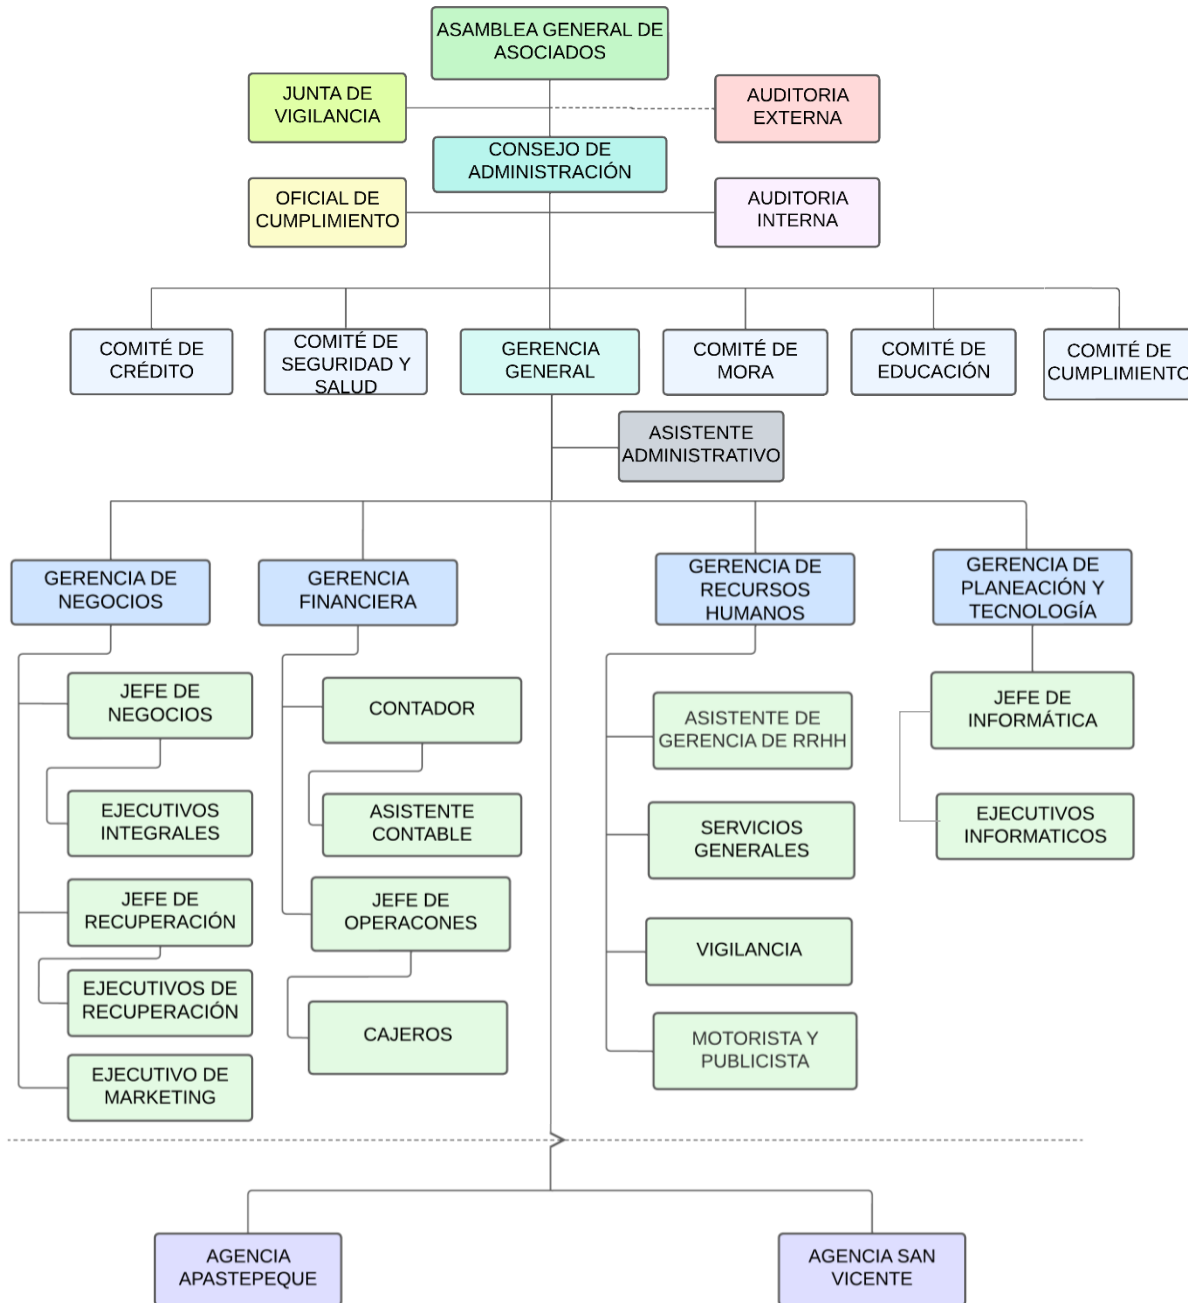 ASAMBLEA GENERAL DE
ASOCIADOS
JUNTA DE
VIGILANCIA
AUDITORIA
EXTERNA
CONSEJO DE
ADMINISTRACIÓN
OFICIAL DE
CUMPLIMIENTO
AUDITORIA
INTERNA
COMITÉ DE
CRÉDITO
COMITÉ DE
SEGURIDAD Y
SALUD
GERENCIA
GENERAL
COMITÉ DE
MORA
COMITÉ DE
EDUCACIÓN
COMITÉ DE
CUMPLIMIENTO
ASISTENTE
ADMINISTRATIVO
GERENCIA DE
NEGOCIOS
GERENCIA
FINANCIERA
GERENCIA DE
RECURSOS
HUMANOS
GERENCIA DE
PLANEACIÓN Y
TECNOLOGÍA
JEFE DE
NEGOCIOS
EJECUTIVOS
INTEGRALES
JEFE DE
RECUPERACIÓN
EJECUTIVOS DE
RECUPERACIÓN
EJECUTIVO DE
MARKETING
CONTADOR
ASISTENTE
CONTABLE
JEFE DE
OPERACONES
CAJEROS
ASISTENTE DE
GERENCIA DE RRHH
SERVICIOS
GENERALES
VIGILANCIA
MOTORISTA Y
PUBLICISTA
JEFE DE
INFORMÁTICA
EJECUTIVOS
INFORMATICOS
AGENCIA
APASTEPEQUE
AGENCIA SAN
VICENTE